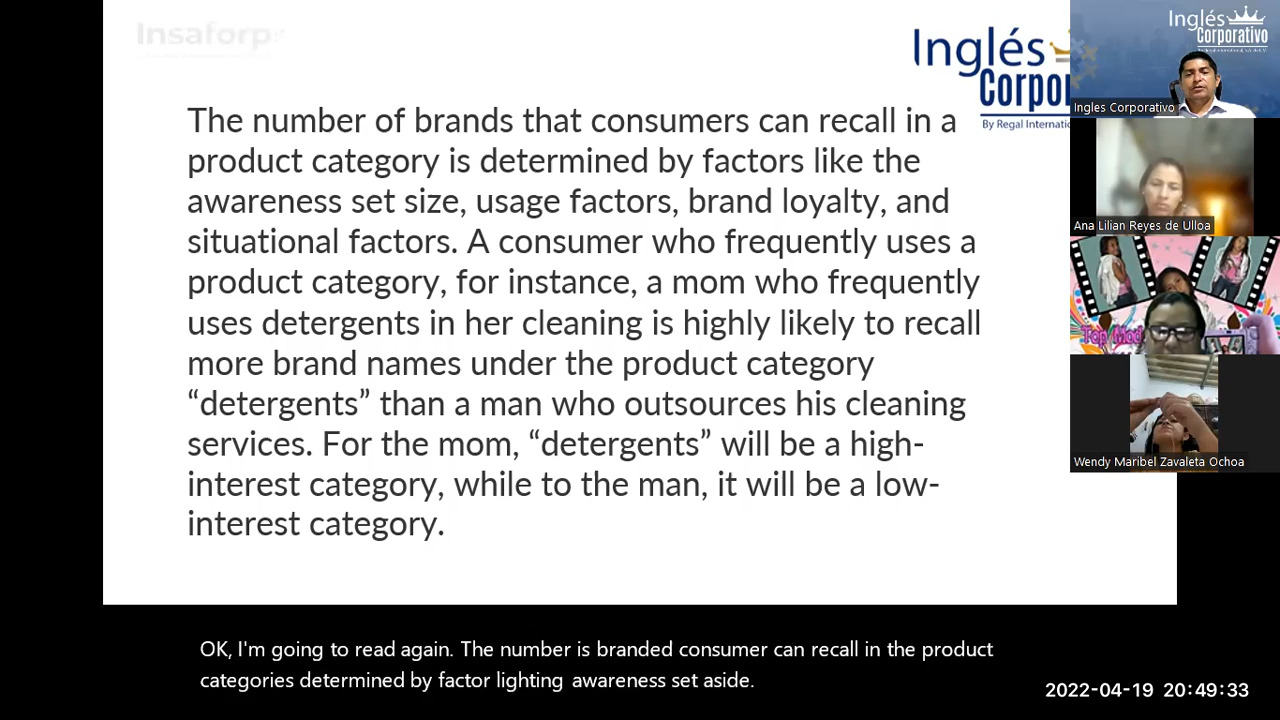 Insaforp
Inglés
Corpor
By Regal Internatio
The number of brands that consumers can recall in a
product category is determined by factors like the
awareness set size, usage factors, brand loyalty, and
situational factors. A consumer who frequently uses a
product category, for instance, a mom who frequently
uses detergents in her cleaning is highly likely to recall
more brand names under the product category
“detergents” than a man who outsources his cleaning
services. For the mom, “detergents” will be a high-
interest category, while to the man, it will be a low-
interest category.
Inglés
Corporativo
Ingles Corporativo
Ana Lilian Reyes de Ulloa
Top Mod
Wendy Maribel Zavaleta Ochoa
OK, I'm going to read again. The number is branded consumer can recall in the product
categories determined by factor lighting awareness set aside.
2022-04-19 20:49:33